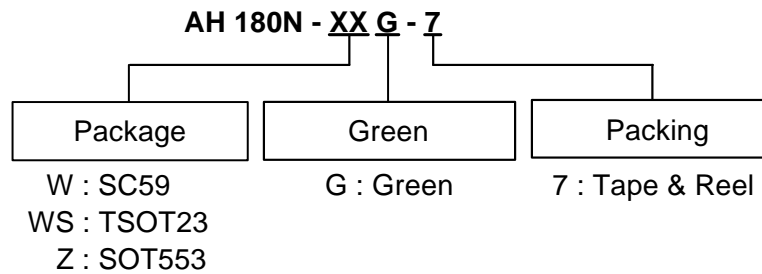 AH 180N - XX G - 7
Package
Green
Packing
W : SC59
G : Green
7 : Tape & Reel
WS : TSOT23
Z : SOT553